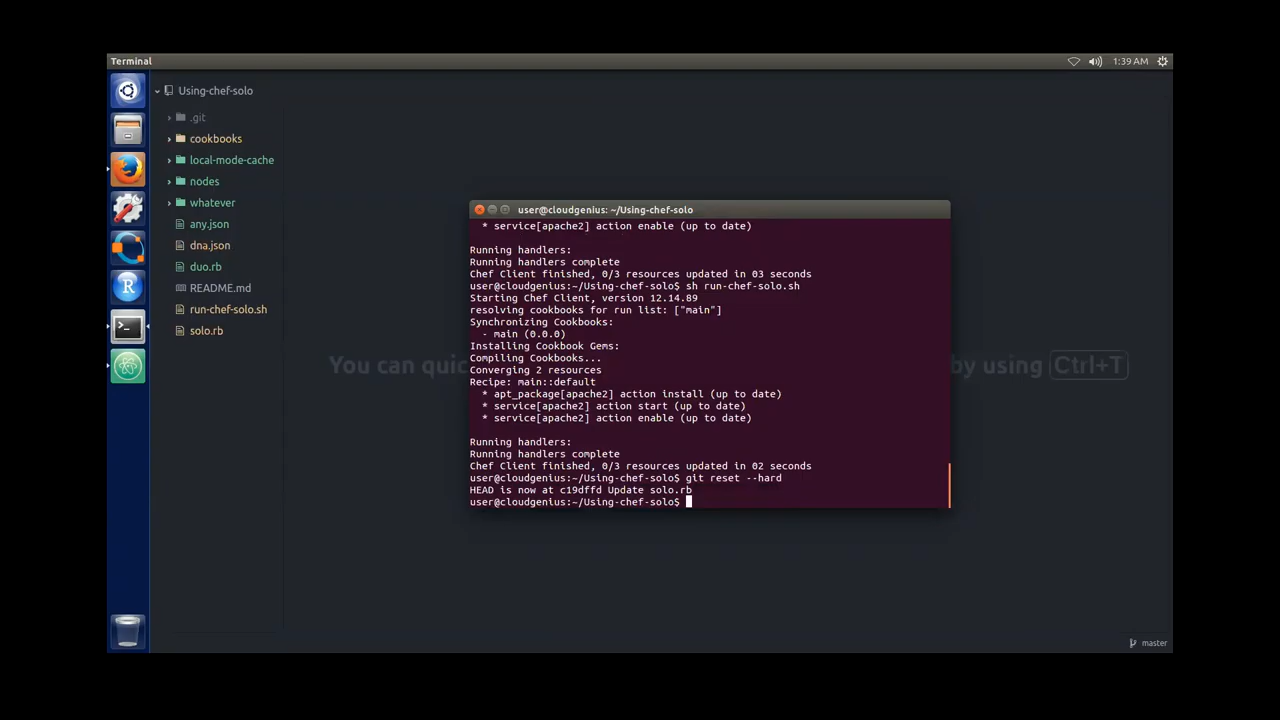 Terminal
1:39 AM
Using-chef-solo
.git
cookbooks
local-mode-cache
nodes
whatever
any.json
dna.json
duo.rb
README.md
run-chef-solo.sh
solo.rb
You can quic
by using Ctrl+T
user@cloudgenius: ~/Using-chef-solo
* service[apache2] action enable (up to date)
Running handlers:
Running handlers complete
Chef Client finished, 0/3 resources updated in 03 seconds
user@cloudgenius:~/Using-chef-solo$ sh run-chef-solo.sh
Starting Chef Client, version 12.14.89
resolving cookbooks for run list: ["main"]
Synchronizing Cookbooks:
- main (0.0.0)
Installing Cookbook Gems:
Compiling Cookbooks...
Converging 2 resources
Recipe: main::default
* apt_package[apache2] action install (up to date)
* service[apache2] action start (up to date)
* service[apache2] action enable (up to date)
Running handlers:
Running handlers complete
Chef Client finished, 0/3 resources updated in 02 seconds
user@cloudgenius:~/Using-chef-solo$ git reset --hard
HEAD is now at c19dffd Update solo.rb
user@cloudgenius:~/Using-chef-solo$
master